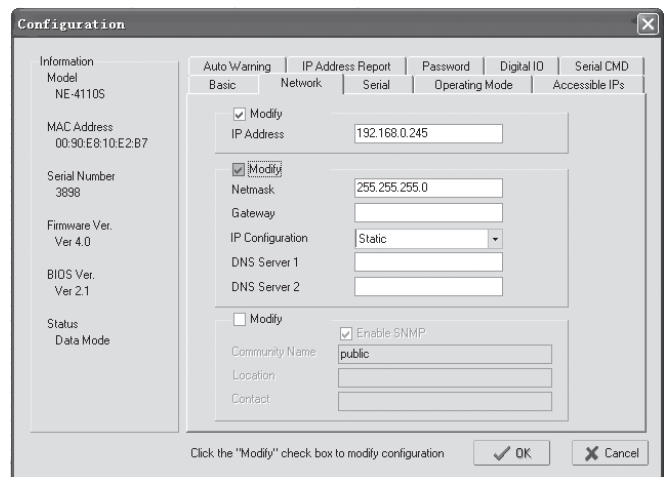 Configuration
Information
Model
NE-4110S
MAC Address
00:90:E8:10:E2:B7
Serial Number
3898
Firmware Ver.
Ver 4.0
BIOS Ver.
Ver 2.1
Status
Data Mode
Auto Warning IP Address Report Password Digital IO Serial CMD
Basic Network Serial Operating Mode Accessible IPs
Modify
IP Address 192.168.0.245
Modify
Netmask 255.255.255.0
Gateway
IP Configuration Static
DNS Server 1
DNS Server 2
Modify
Enable SNMP
Community Name public
Location
Contact
Click the "Modify" check box to modify configuration OK Cancel